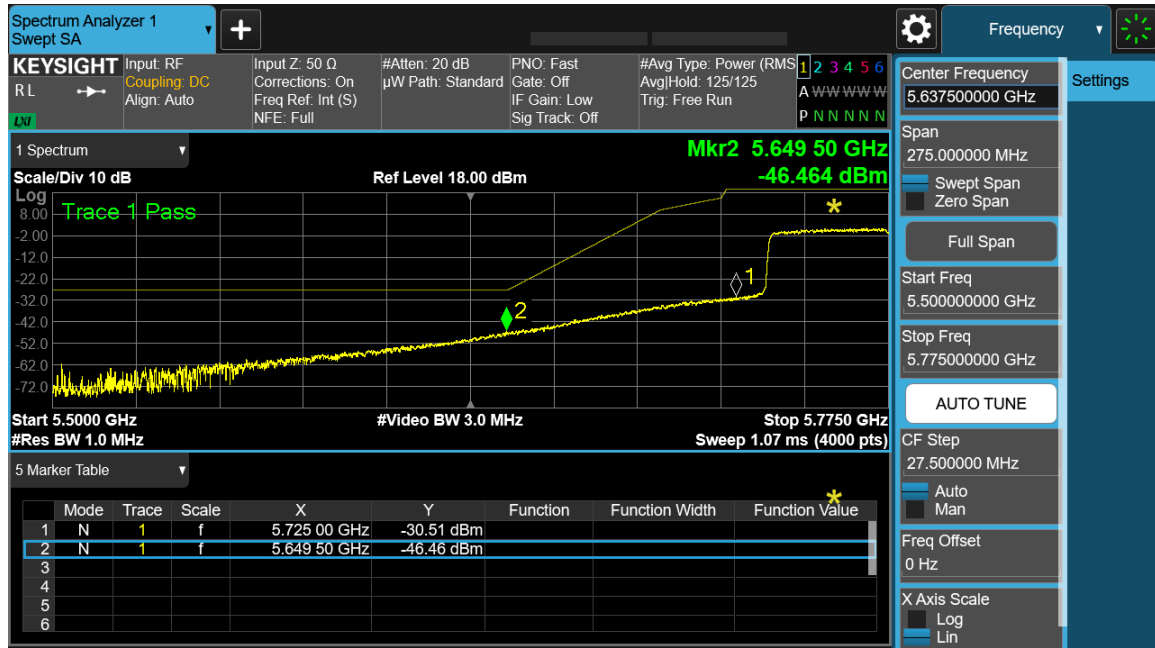 Spectrum Analyzer 1
Swept SA
Frequency
KEYSIGHT
R L
LXI
Input: RF
Coupling: DC
Align: Auto
Input Z: 50 Ω
Corrections: On
Freq Ref: Int (S)
NFE: Full
#Atten: 20 dB
µW Path: Standard
PNO: Fast
Gate: Off
IF Gain: Low
Sig Track: Off
#Avg Type: Power (RMS
Avg|Hold: 125/125
Trig: Free Run
1 2 3 4 5 6
A W W W W W W
P N N N N N
1 Spectrum
Mkr2 5.649 50 GHz
-46.464 dBm
Scale/Div 10 dB
Ref Level 18.00 dBm
Log
Trace 1 Pass
8.00
-2.00
-12.0
-22.0
-32.0
-42.0
-52.0
-62.0
-72.0
1
2
*
Start 5.5000 GHz
#Video BW 3.0 MHz
Stop 5.7750 GHz
#Res BW 1.0 MHz
Sweep 1.07 ms (4000 pts)
5 Marker Table
*
Mode Trace Scale X Y Function Function Width Function Value
1 N 1 f 5.725 00 GHz -30.51 dBm
2 N 1 f 5.649 50 GHz -46.46 dBm
3
4
5
6
Center Frequency
5.637500000 GHz
Settings
Span
275.000000 MHz
Swept Span
Zero Span
Full Span
Start Freq
5.500000000 GHz
Stop Freq
5.775000000 GHz
AUTO TUNE
CF Step
27.500000 MHz
Auto
Man
Freq Offset
0 Hz
X Axis Scale
Log
Lin